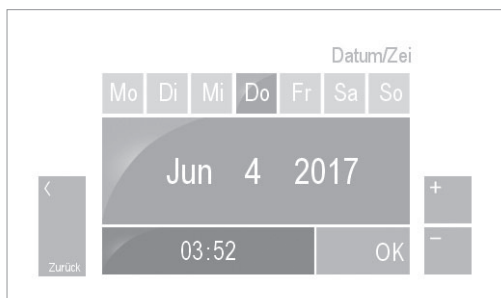 Datum/Zei
Mo Di Mi Do Fr Sa So
Jun 4 2017
< +
03:52 OK −
Zurück